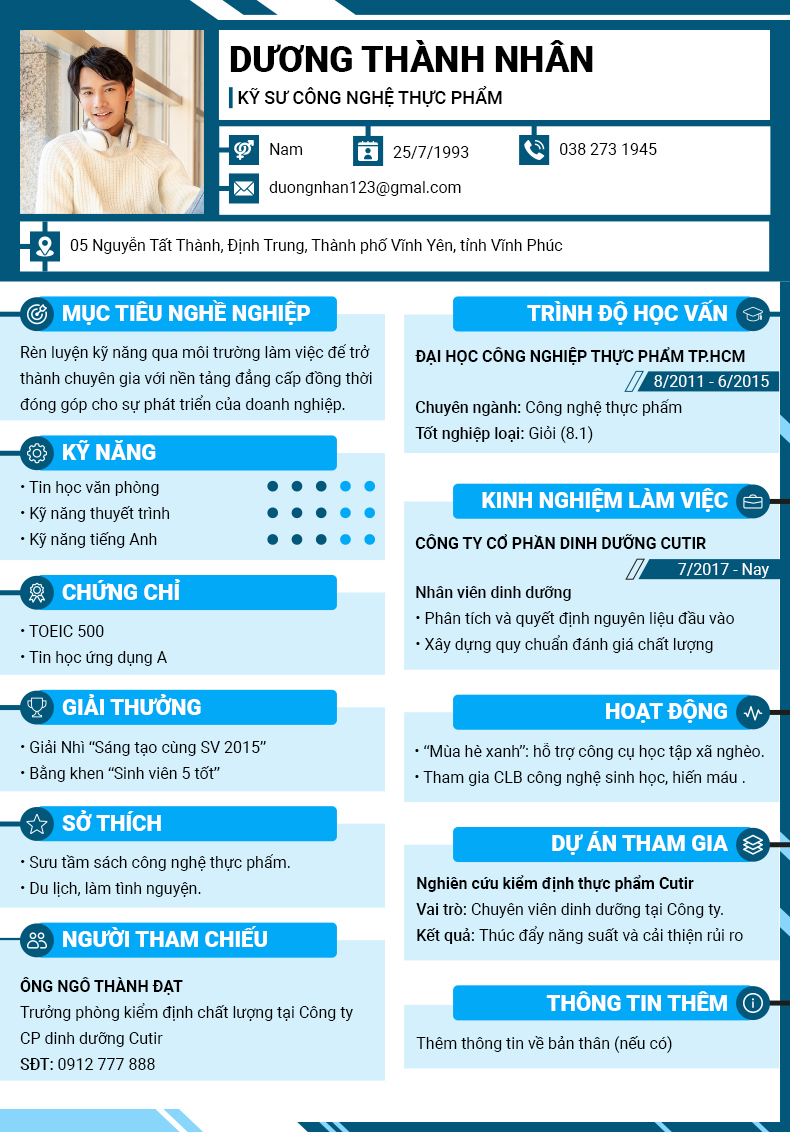 DƯƠNG THÀNH NHÂN
KỸ SƯ CÔNG NGHỆ THỰC PHẨM
Nam
25/7/1993
038 273 1945
duongnhan123@gmal.com
05 Nguyễn Tất Thành, Định Trung, Thành phố Vĩnh Yên, tỉnh Vĩnh Phúc
MỤC TIÊU NGHỀ NGHIỆP
Rèn luyện kỹ năng qua môi trường làm việc để trở
thành chuyên gia với nền tảng đẳng cấp đồng thời
đóng góp cho sự phát triển của doanh nghiệp.
KỸ NĂNG
• Tin học văn phòng
• Kỹ năng thuyết trình
• Kỹ năng tiếng Anh
CHỨNG CHỈ
• TOEIC 500
• Tin học ứng dụng A
GIẢI THƯỞNG
• Giải Nhì “Sáng tạo cùng SV 2015”
• Bằng khen “Sinh viên 5 tốt”
SỞ THÍCH
• Sưu tầm sách công nghệ thực phẩm.
• Du lịch, làm tình nguyện.
NGƯỜI THAM CHIẾU
ÔNG NGÔ THÀNH ĐẠT
Trưởng phòng kiểm định chất lượng tại Công ty
CP dinh dưỡng Cutir
SĐT: 0912 777 888
TRÌNH ĐỘ HỌC VẤN
ĐẠI HỌC CÔNG NGHIỆP THỰC PHẨM TP.HCM
8/2011 - 6/2015
Chuyên ngành: Công nghệ thực phẩm
Tốt nghiệp loại: Giỏi (8.1)
KINH NGHIỆM LÀM VIỆC
CÔNG TY CỔ PHẦN DINH DƯỠNG CUTIR
7/2017 - Nay
Nhân viên dinh dưỡng
• Phân tích và quyết định nguyên liệu đầu vào
• Xây dựng quy chuẩn đánh giá chất lượng
HOẠT ĐỘNG
• “Mùa hè xanh”: hỗ trợ công cụ học tập xã nghèo.
• Tham gia CLB công nghệ sinh học, hiến máu .
DỰ ÁN THAM GIA
Nghiên cứu kiểm định thực phẩm Cutir
Vai trò: Chuyên viên dinh dưỡng tại Công ty.
Kết quả: Thúc đẩy năng suất và cải thiện rủi ro
THÔNG TIN THÊM
Thêm thông tin về bản thân (nếu có)